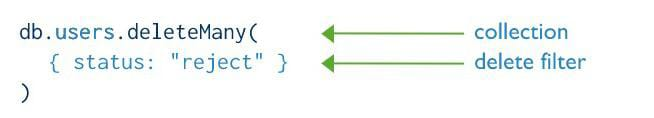 db.users.deleteMany( collection
{ status: "reject" } delete filter
)